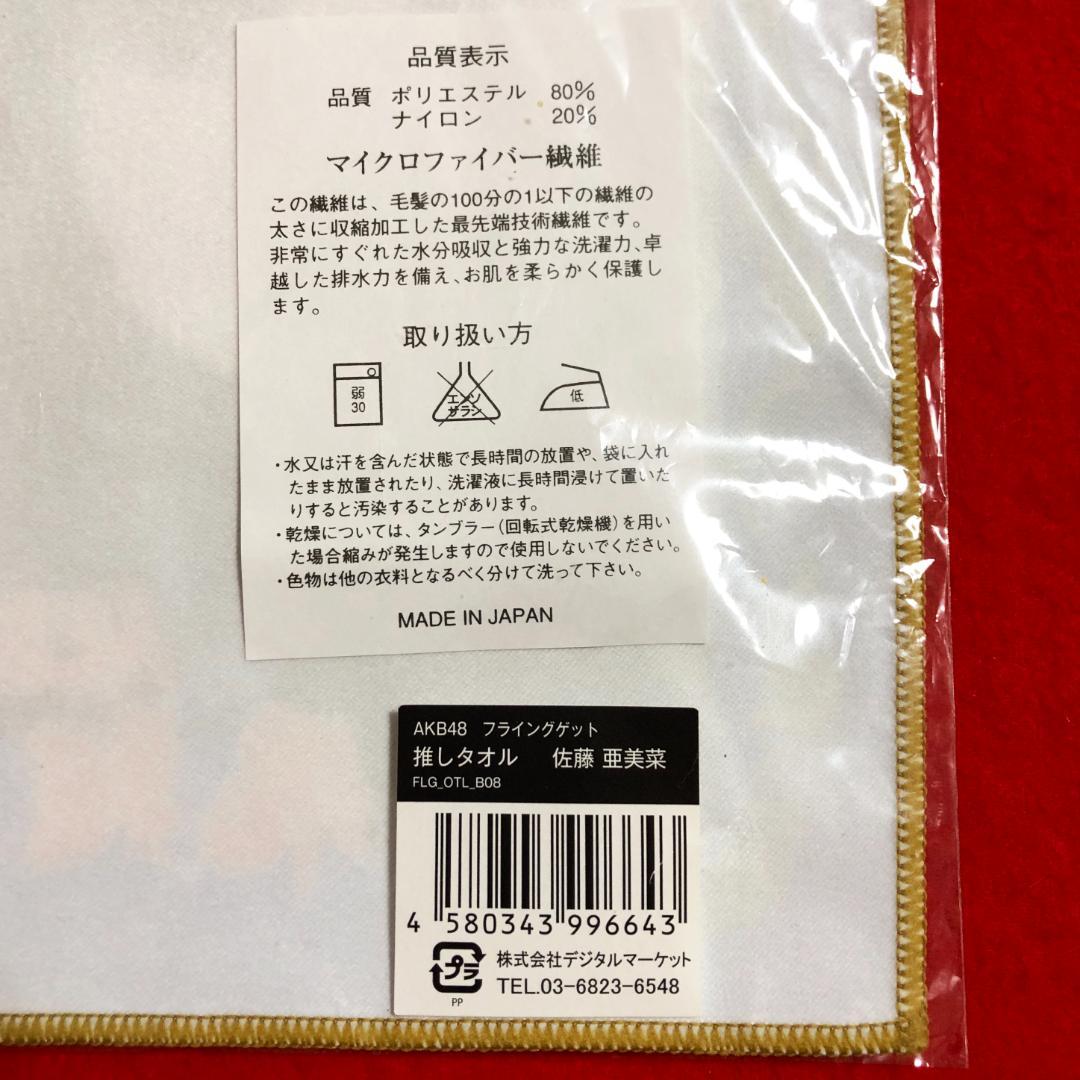 品質表示
品質 ポリエステル 80%
ナイロン 20%
マイクロファイバー繊維
この繊維は、毛髪の100分の1以下の繊維の
太さに収縮加工した最先端技術繊維です。
非常にすぐれた水分吸収と強力な洗濯力、卓
越した排水力を備え、お肌を柔らかく保護し
ます。
取り扱い方
弱
30
エンソ
サラシ
低
・水又は汗を含んだ状態で長時間の放置や、袋に入れ
たまま放置されたり、洗濯液に長時間浸けて置いた
りすると汚染することがあります。
・乾燥については、タンブラー(回転式乾燥機)を用い
た場合縮みが発生しますので使用しないでください。
・色物は他の衣料となるべく分けて洗って下さい。
MADE IN JAPAN
AKB48 フライングゲット
推しタオル 佐藤 亜美菜
FLG_OTL_B08
4 580343 996643
プラ
PP
株式会社デジタルマーケット
TEL.03-6823-6548